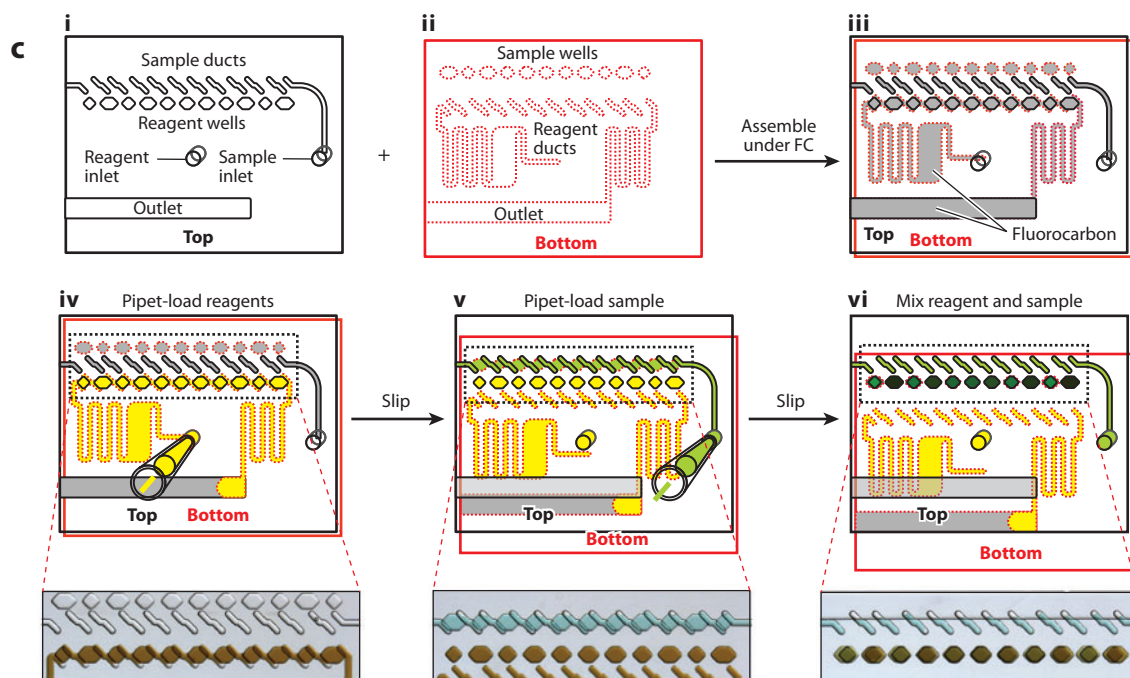 c
i
Sample ducts
Reagent wells
Reagent
inlet
Sample
inlet
Outlet
Top
+
ii
Sample wells
Reagent
ducts
Outlet
Bottom
Assemble
under FC
iii
Fluorocarbon
Top
Bottom
iv
Pipet-load reagents
Top
Bottom
Slip
v
Pipet-load sample
Top
Bottom
Slip
vi
Mix reagent and sample
Top
Bottom